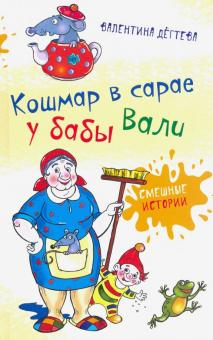 ВАЛЕНТИНА ДЁГТЕВА
Кошмар в сарае
у бабы Вали
СМЕШНЫЕ
ИСТОРИИ